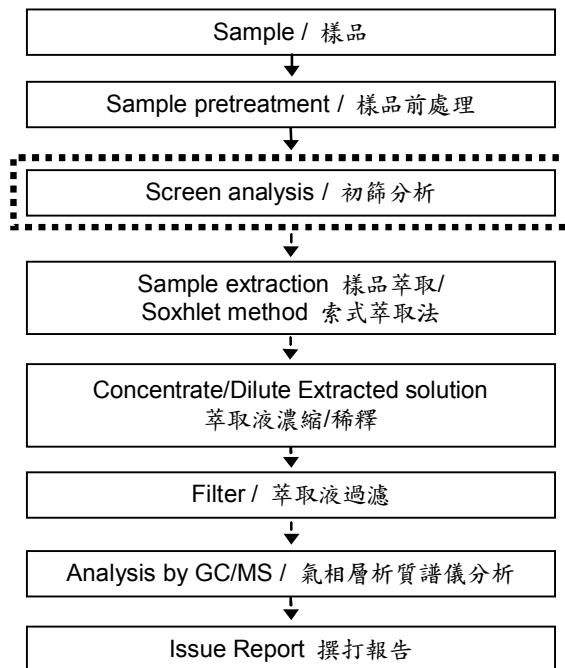 Sample / 樣品
Sample pretreatment / 樣品前處理
Screen analysis / 初篩分析
Sample extraction 樣品萃取/
Soxhlet method 索式萃取法
Concentrate/Dilute Extracted solution
萃取液濃縮/稀釋
Filter / 萃取液過濾
Analysis by GC/MS / 氣相層析質譜儀分析
Issue Report 撰打報告